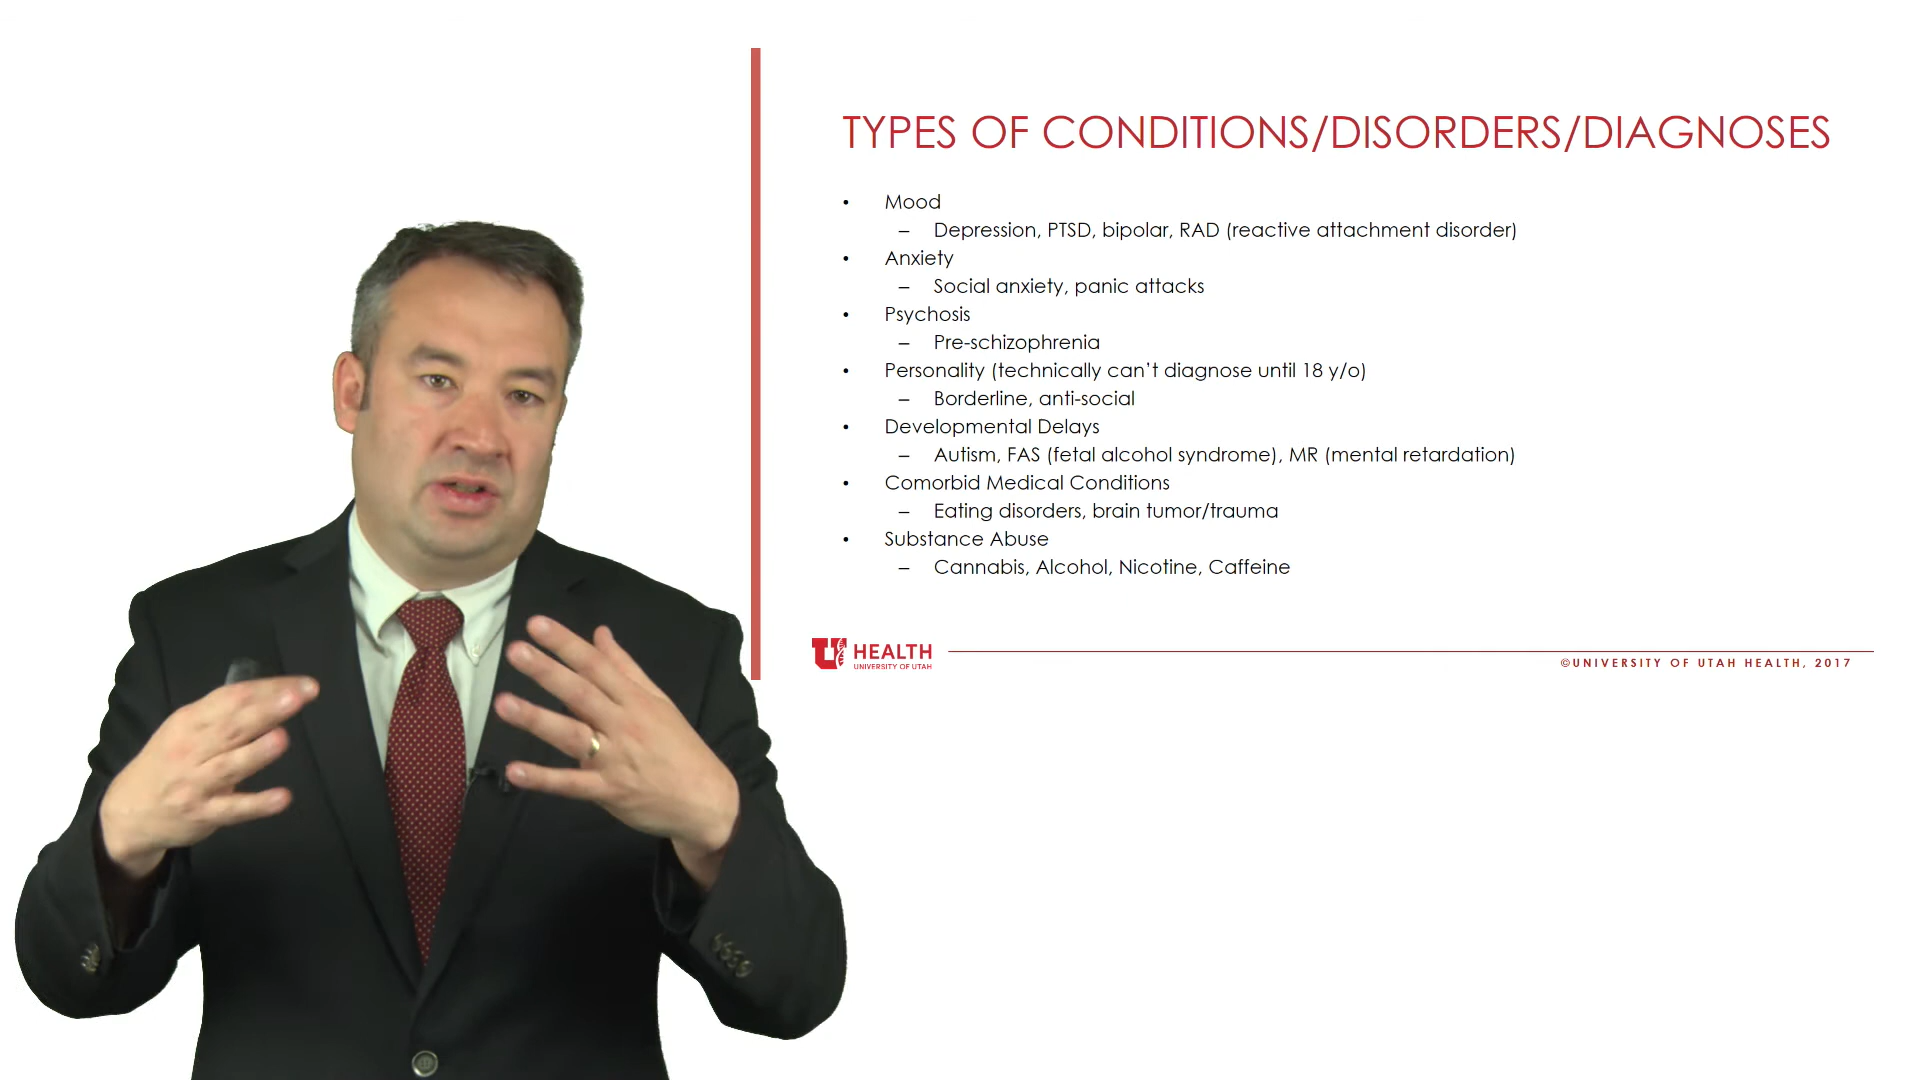 TYPES OF CONDITIONS/DISORDERS/DIAGNOSES
• Mood
– Depression, PTSD, bipolar, RAD (reactive attachment disorder)
• Anxiety
– Social anxiety, panic attacks
• Psychosis
– Pre-schizophrenia
• Personality (technically can't diagnose until 18 y/o)
– Borderline, anti-social
• Developmental Delays
– Autism, FAS (fetal alcohol syndrome), MR (mental retardation)
• Comorbid Medical Conditions
– Eating disorders, brain tumor/trauma
• Substance Abuse
– Cannabis, Alcohol, Nicotine, Caffeine
U HEALTH
UNIVERSITY OF UTAH
©UNIVERSITY OF UTAH HEALTH, 2017